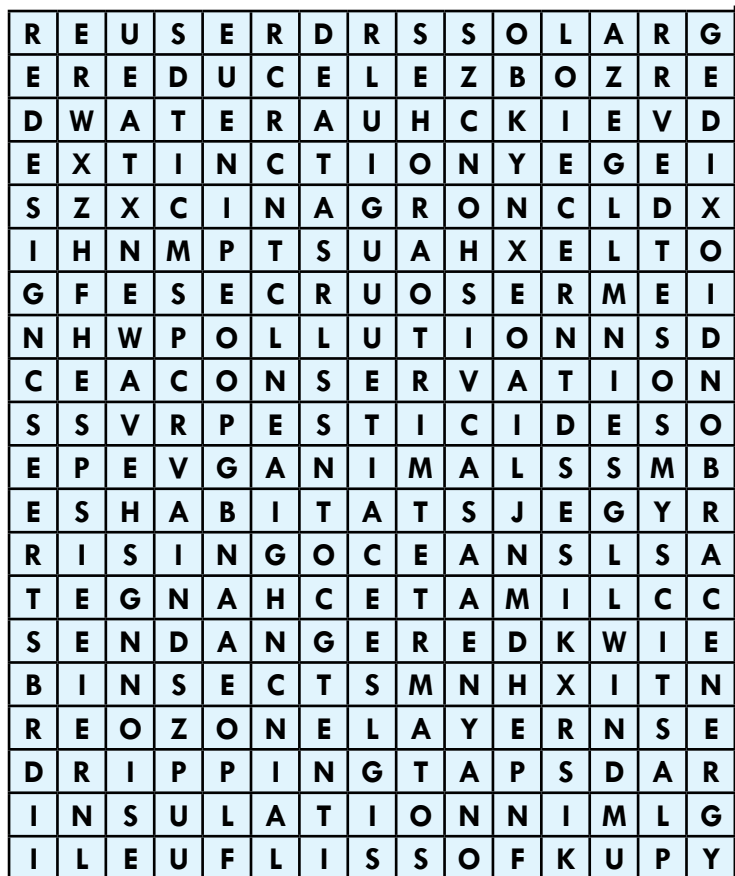 R E U S E R D R S S O L A R G
E R E D U C E L E Z B O Z R E
D W A T E R A U H C K I E V D
E X T I N C T I O N Y E G E I
S Z X C I N A G R O N C L D X
I H N M P T S U A H X E L T O
G F E S E C R U O S E R M E I
N H W P O L L U T I O N N S D
C E A C O N S E R V A T I O N
S S V R P E S T I C I D E S O
E P E V G A N I M A L S S M B
E S H A B I T A T S J E G Y R
R I S I N G O C E A N S L S A
T E G N A H C E T A M I L C C
S E N D A N G E R E D K W I E
B I N S E C T S M N H X I T N
R E O Z O N E L A Y E R N S E
D R I P P I N G T A P S D A R
I N S U L A T I O N N I M L G
I L E U F L I S S O F K U P Y